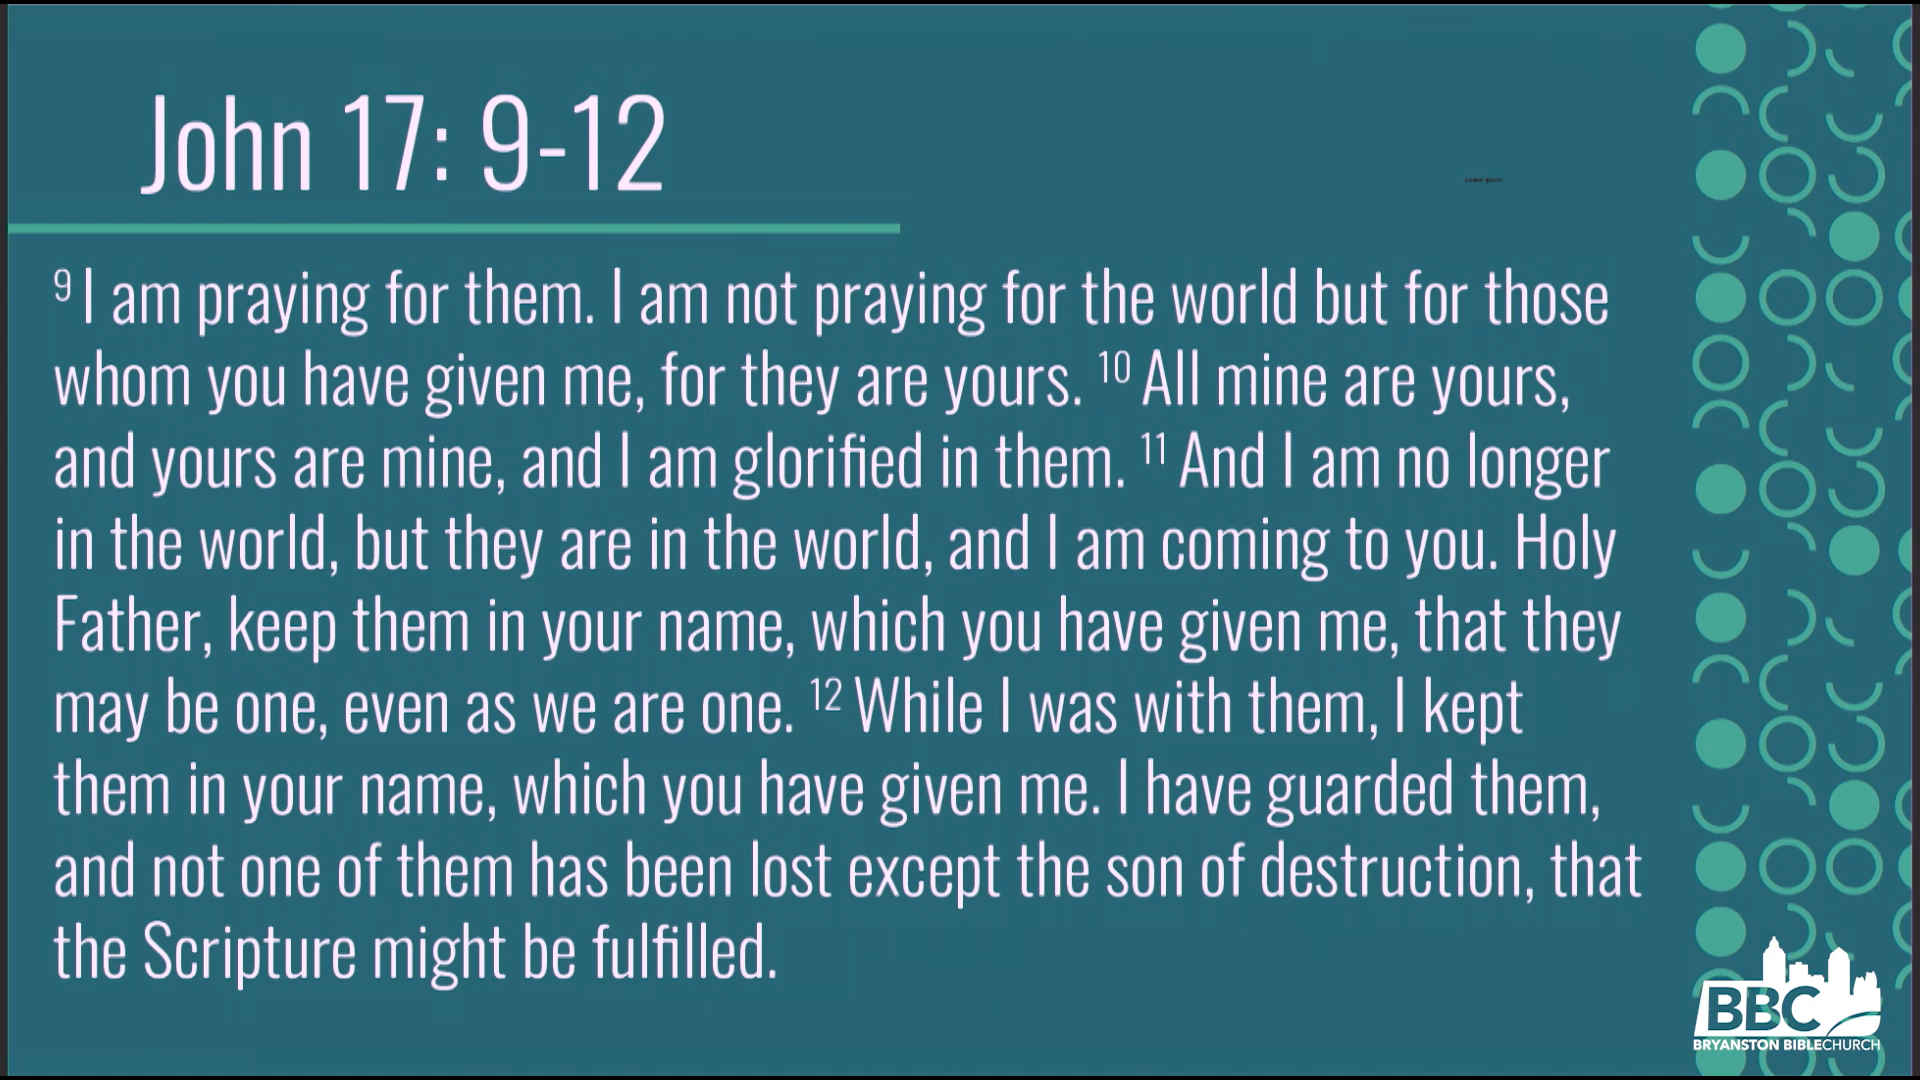 John 17: 9-12
Lorem Ipsum
9 I am praying for them. I am not praying for the world but for those
whom you have given me, for they are yours. 10 All mine are yours,
and yours are mine, and I am glorified in them. 11 And I am no longer
in the world, but they are in the world, and I am coming to you. Holy
Father, keep them in your name, which you have given me, that they
may be one, even as we are one. 12 While I was with them, I kept
them in your name, which you have given me. I have guarded them,
and not one of them has been lost except the son of destruction, that
the Scripture might be fulfilled.
BBC
BRYANSTON BIBLECHURCH